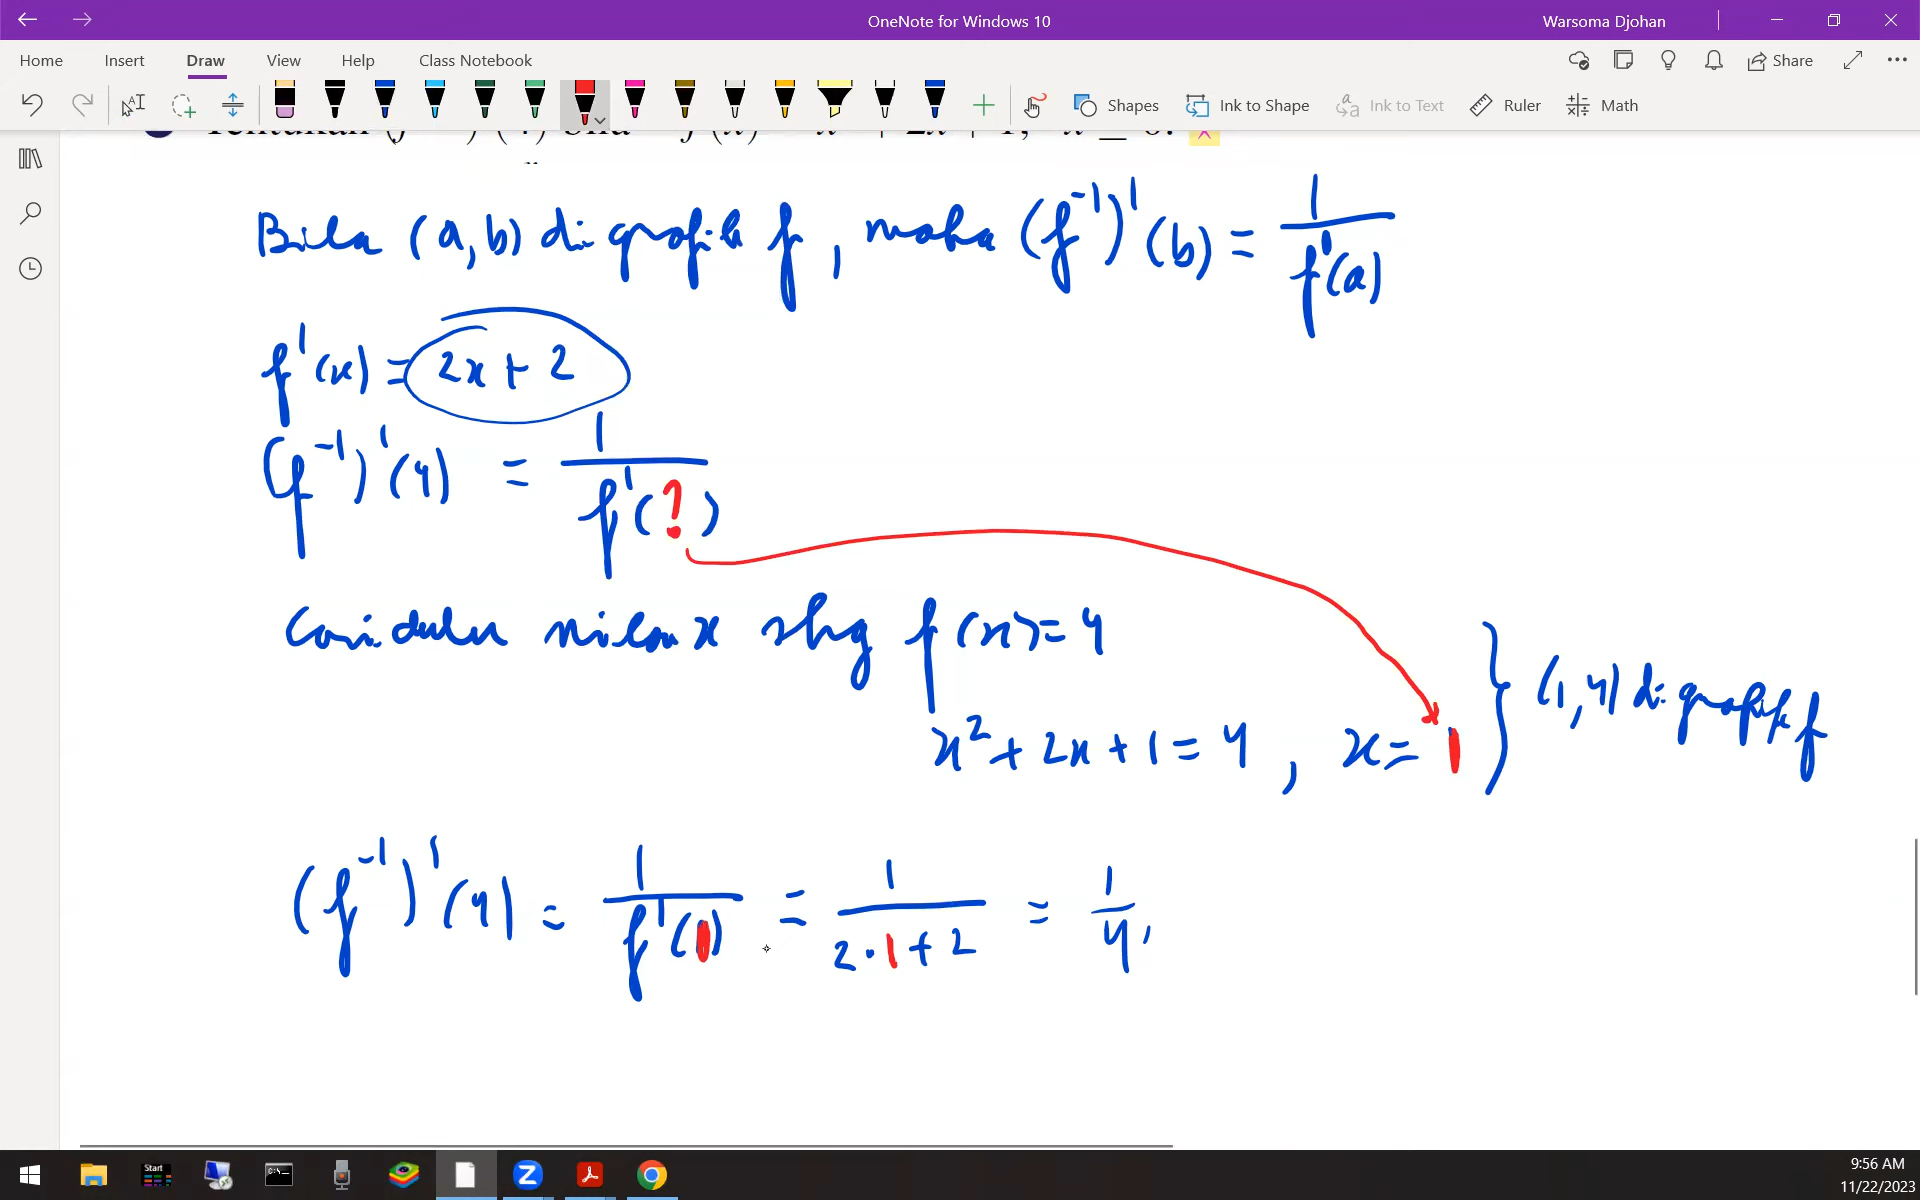 OneNote for Windows 10
Warsoma Djohan
Home Insert Draw View Help Class Notebook
Share
Shapes Ink to Shape Ink to Text Ruler Math
Bila (a,b) di grafik f, maka (f⁻¹)'(b) = 1/f'(a)
f'(x) = 2x + 2
(f⁻¹)'(4) = 1/f'(?)
Cari dulu nilai x shg f(x) = 4
x² + 2x + 1 = 4 , x = 1 } (1,4) di grafik f
(f⁻¹)'(4) = 1/f'(1) = 1/(2·1+2) = 1/4
Start
9:56 AM
11/22/2023